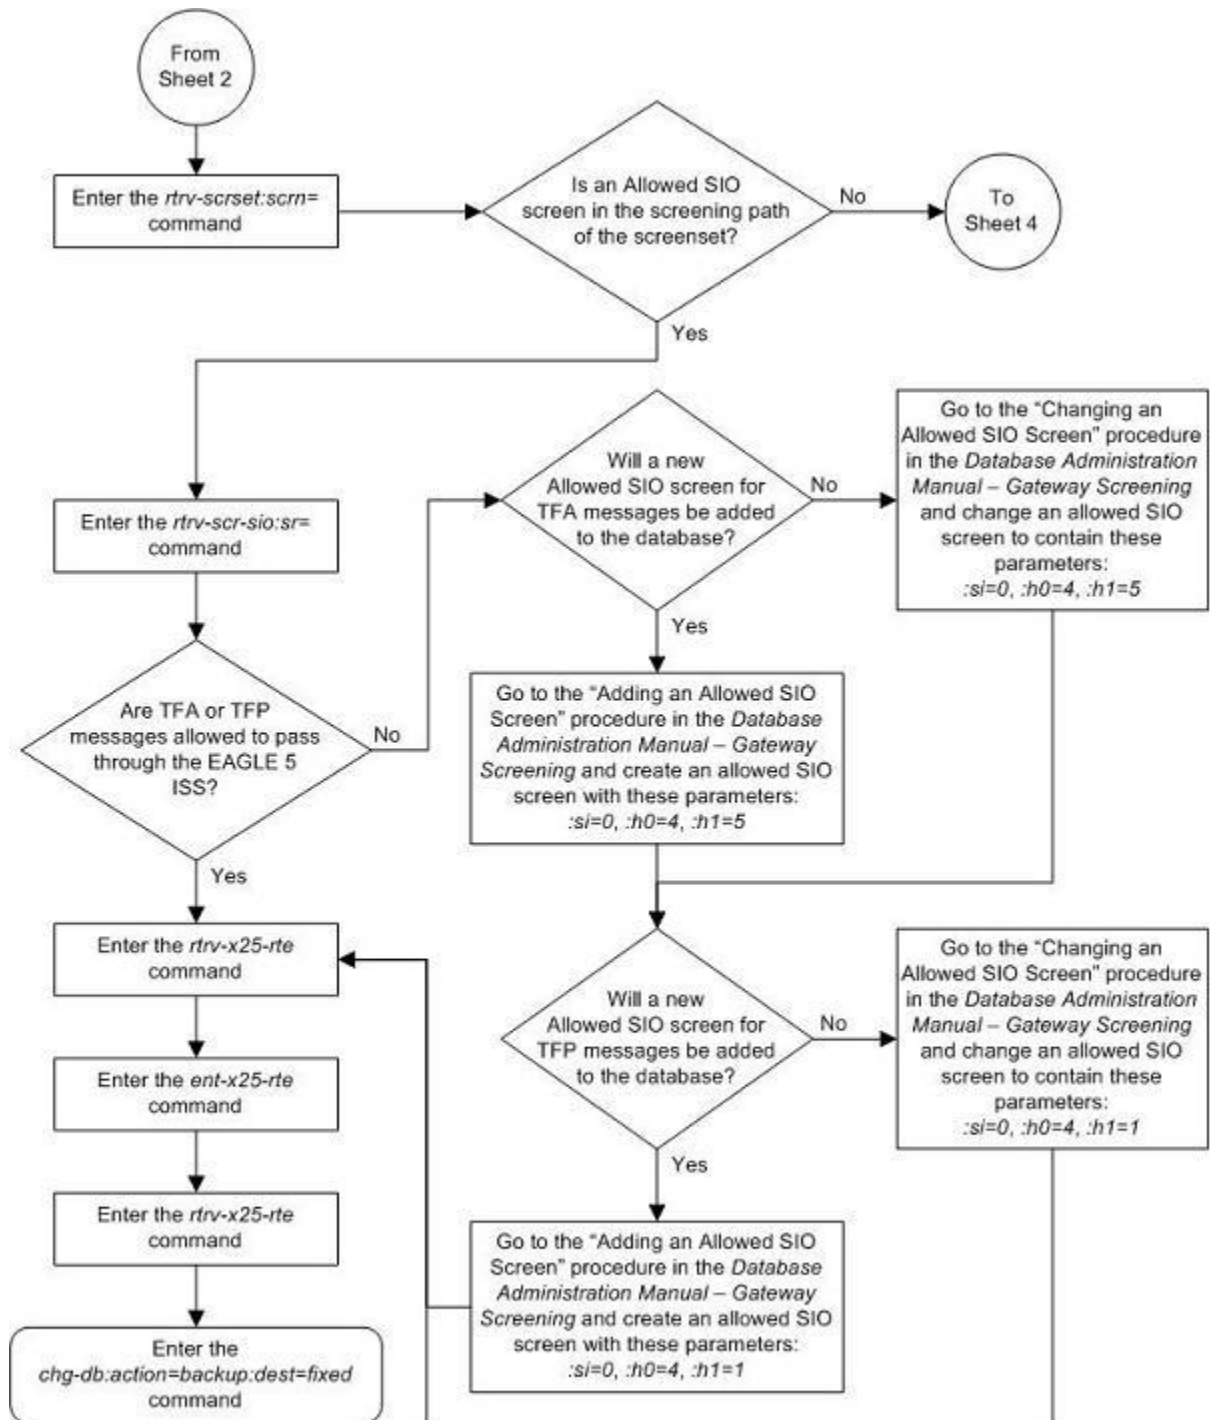 From
Sheet 2
Enter the rtrv-scrset:scrn=
command
Is an Allowed SIO
screen in the screening path
of the screenset?
No
To
Sheet 4
Yes
Enter the rtrv-scr-sio:sr=
command
Will a new
Allowed SIO screen for
TFA messages be added
to the database?
No
Go to the “Changing an
Allowed SIO Screen” procedure
in the Database Administration
Manual – Gateway Screening
and change an allowed SIO
screen to contain these
parameters:
:si=0, :h0=4, :h1=5
Yes
Are TFA or TFP
messages allowed to pass
through the EAGLE 5
ISS?
No
Go to the “Adding an Allowed SIO
Screen” procedure in the Database
Administration Manual – Gateway
Screening and create an allowed SIO
screen with these parameters:
:si=0, :h0=4, :h1=5
Yes
Enter the rtrv-x25-rte
command
Will a new
Allowed SIO screen for
TFP messages be added
to the database?
No
Go to the “Changing an
Allowed SIO Screen” procedure
in the Database Administration
Manual – Gateway Screening
and change an allowed SIO
screen to contain these
parameters:
:si=0, :h0=4, :h1=1
Enter the ent-x25-rte
command
Yes
Enter the rtrv-x25-rte
command
Go to the “Adding an Allowed SIO
Screen” procedure in the Database
Administration Manual – Gateway
Screening and create an allowed SIO
screen with these parameters:
:si=0, :h0=4, :h1=1
Enter the
chg-db:action=backup:dest=fixed
command